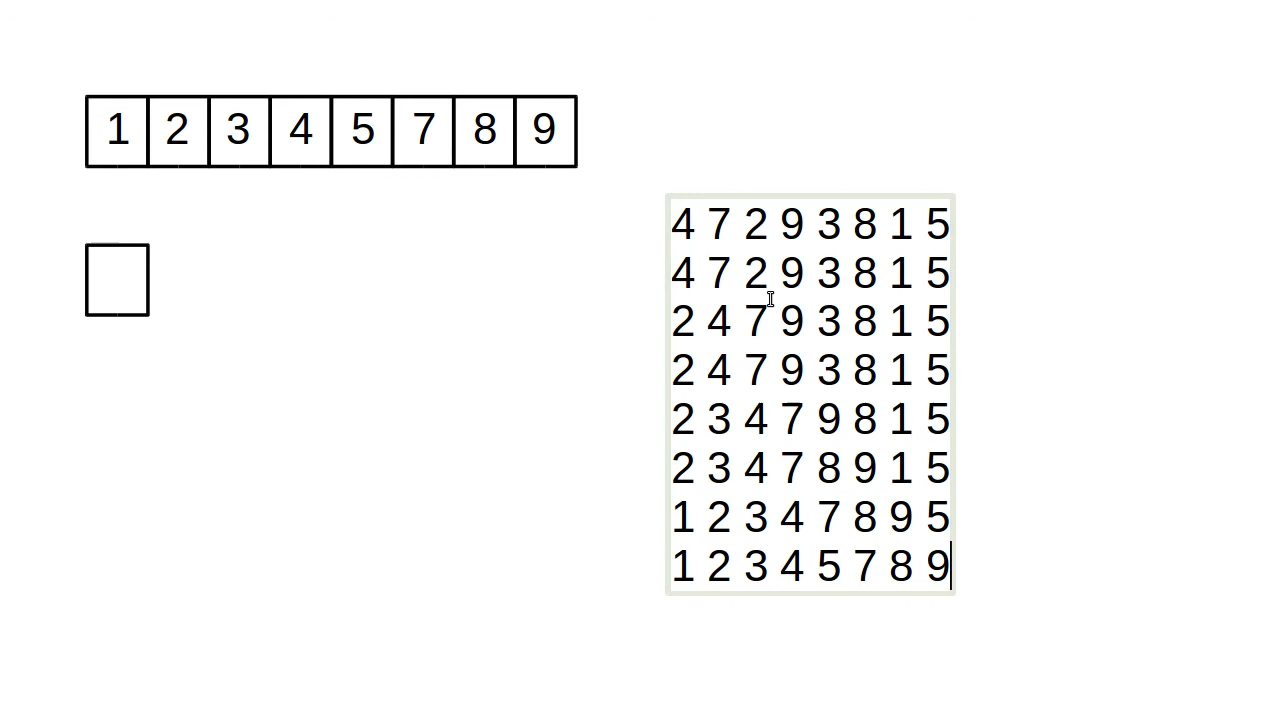 1 2 3 4 5 7 8 9
4 7 2 9 3 8 1 5
4 7 2 9 3 8 1 5
2 4 7 9 3 8 1 5
2 4 7 9 3 8 1 5
2 3 4 7 9 8 1 5
2 3 4 7 8 9 1 5
1 2 3 4 7 8 9 5
1 2 3 4 5 7 8 9